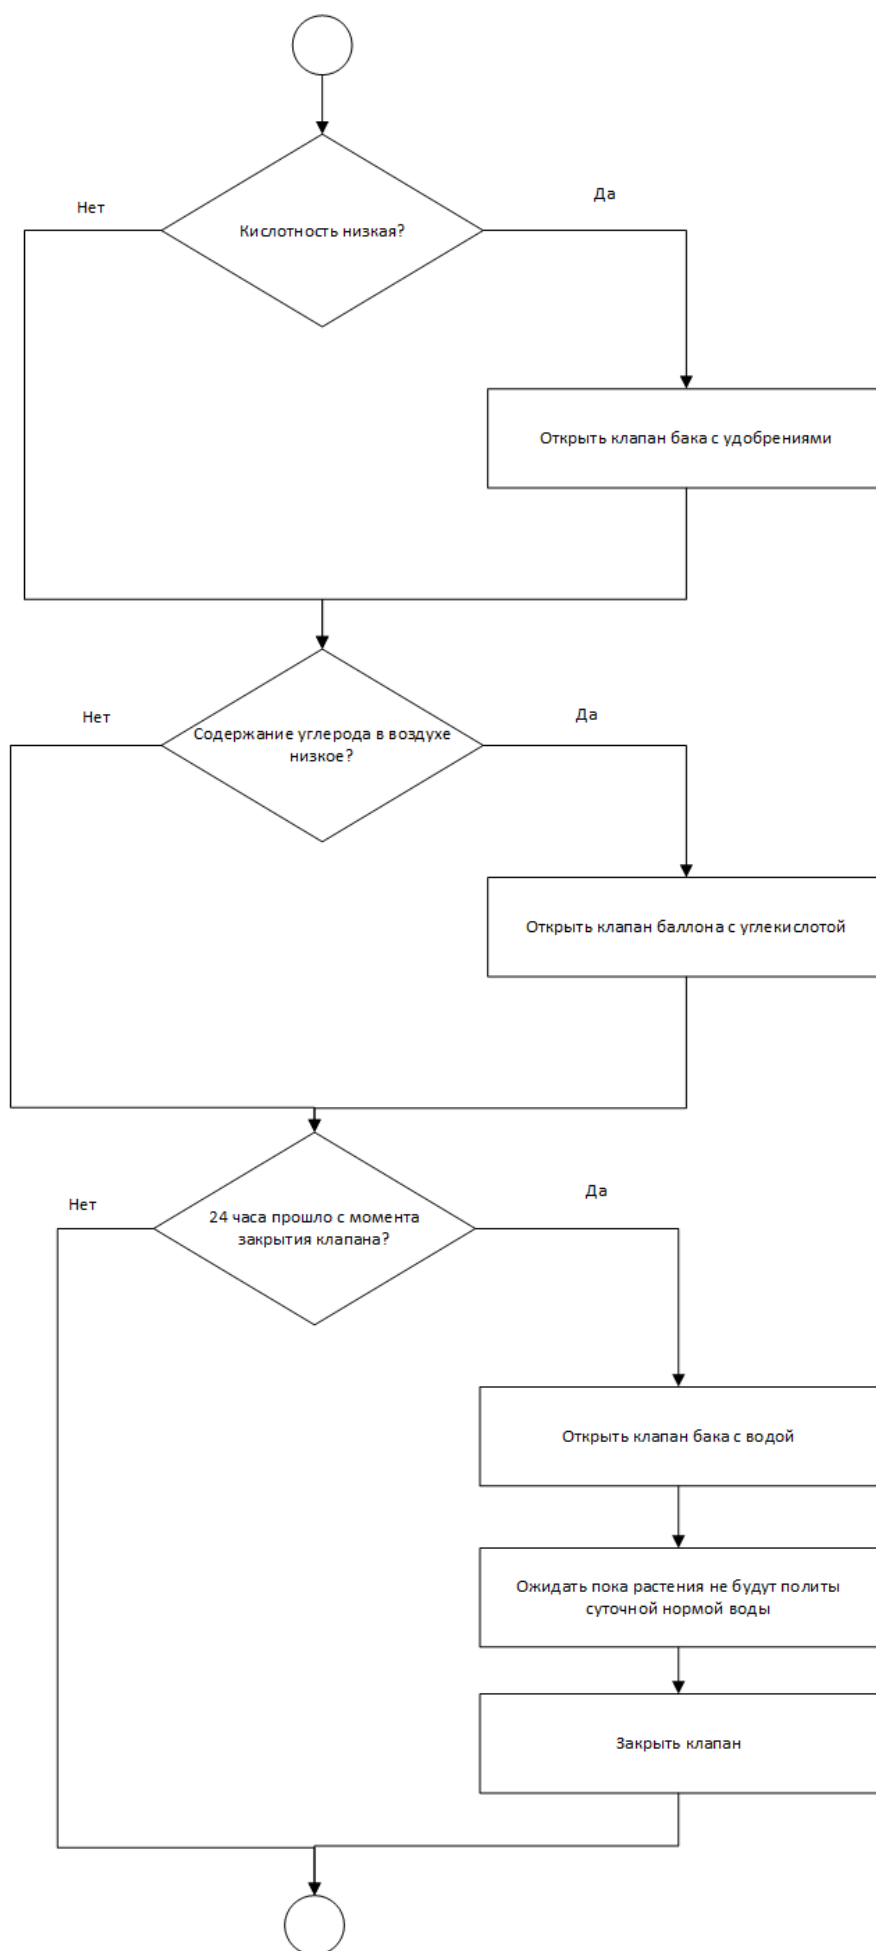 Нет
Да
Кислотность низкая?
Открыть клапан бака с удобрениями
Нет
Да
Содержание углерода в воздухе
низкое?
Открыть клапан баллона с углекислотой
Нет
Да
24 часа прошло с момента
закрытия клапана?
Открыть клапан бака с водой
Ожидать пока растения не будут политы
суточной нормой воды
Закрыть клапан